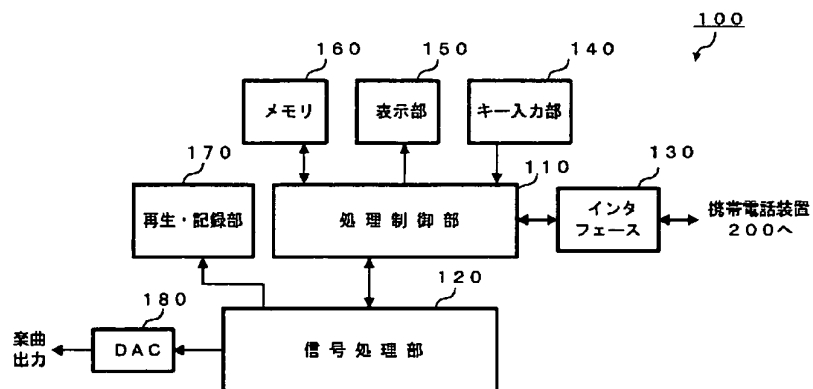 100
160
150
140
メモリ
表示部
キー入力部
170
110
130
再生・記録部
処理制御部
インタ
フェース
携帯電話装置
200へ
120
180
楽曲
出力
DAC
信号処理部